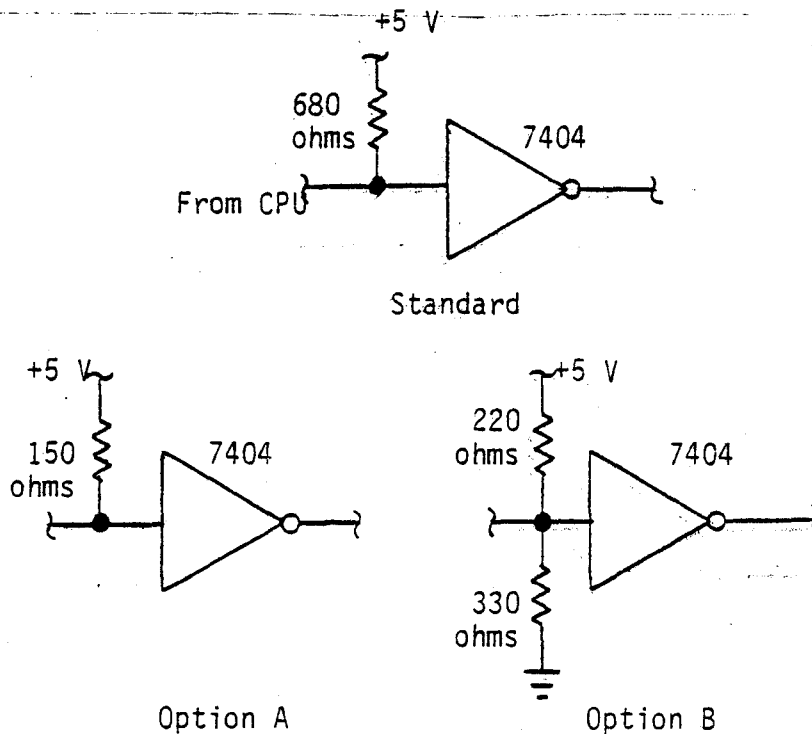 +5 V
680
ohms
7404
From CPU
Standard
+5 V
150
ohms
7404
Option A
+5 V
220
ohms
7404
330
ohms
Option B